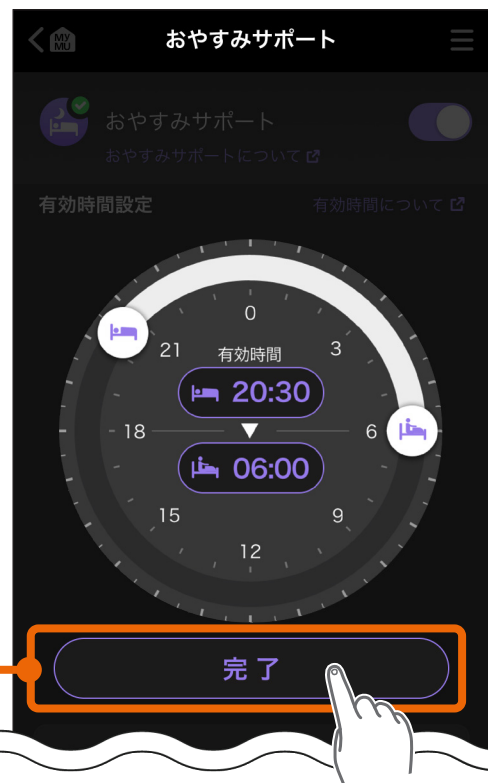 MY
MU
おやすみサポート
おやすみサポート
おやすみサポートについて
有効時間設定
有効時間について
0
21
3
有効時間
20:30
18
6
06:00
15
9
12
完了